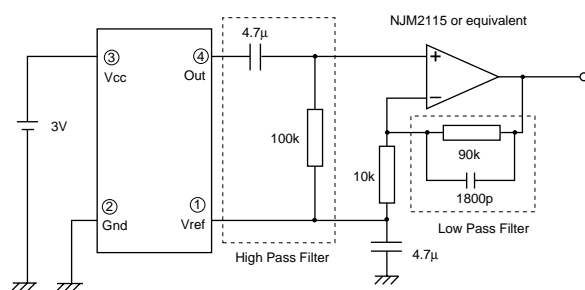 NJM2115 or equivalent
4.7μ
③
Vcc
④
Out
+
−
3V
100k
10k
90k
1800p
②
Gnd
①
Vref
Low Pass Filter
High Pass Filter
4.7μ